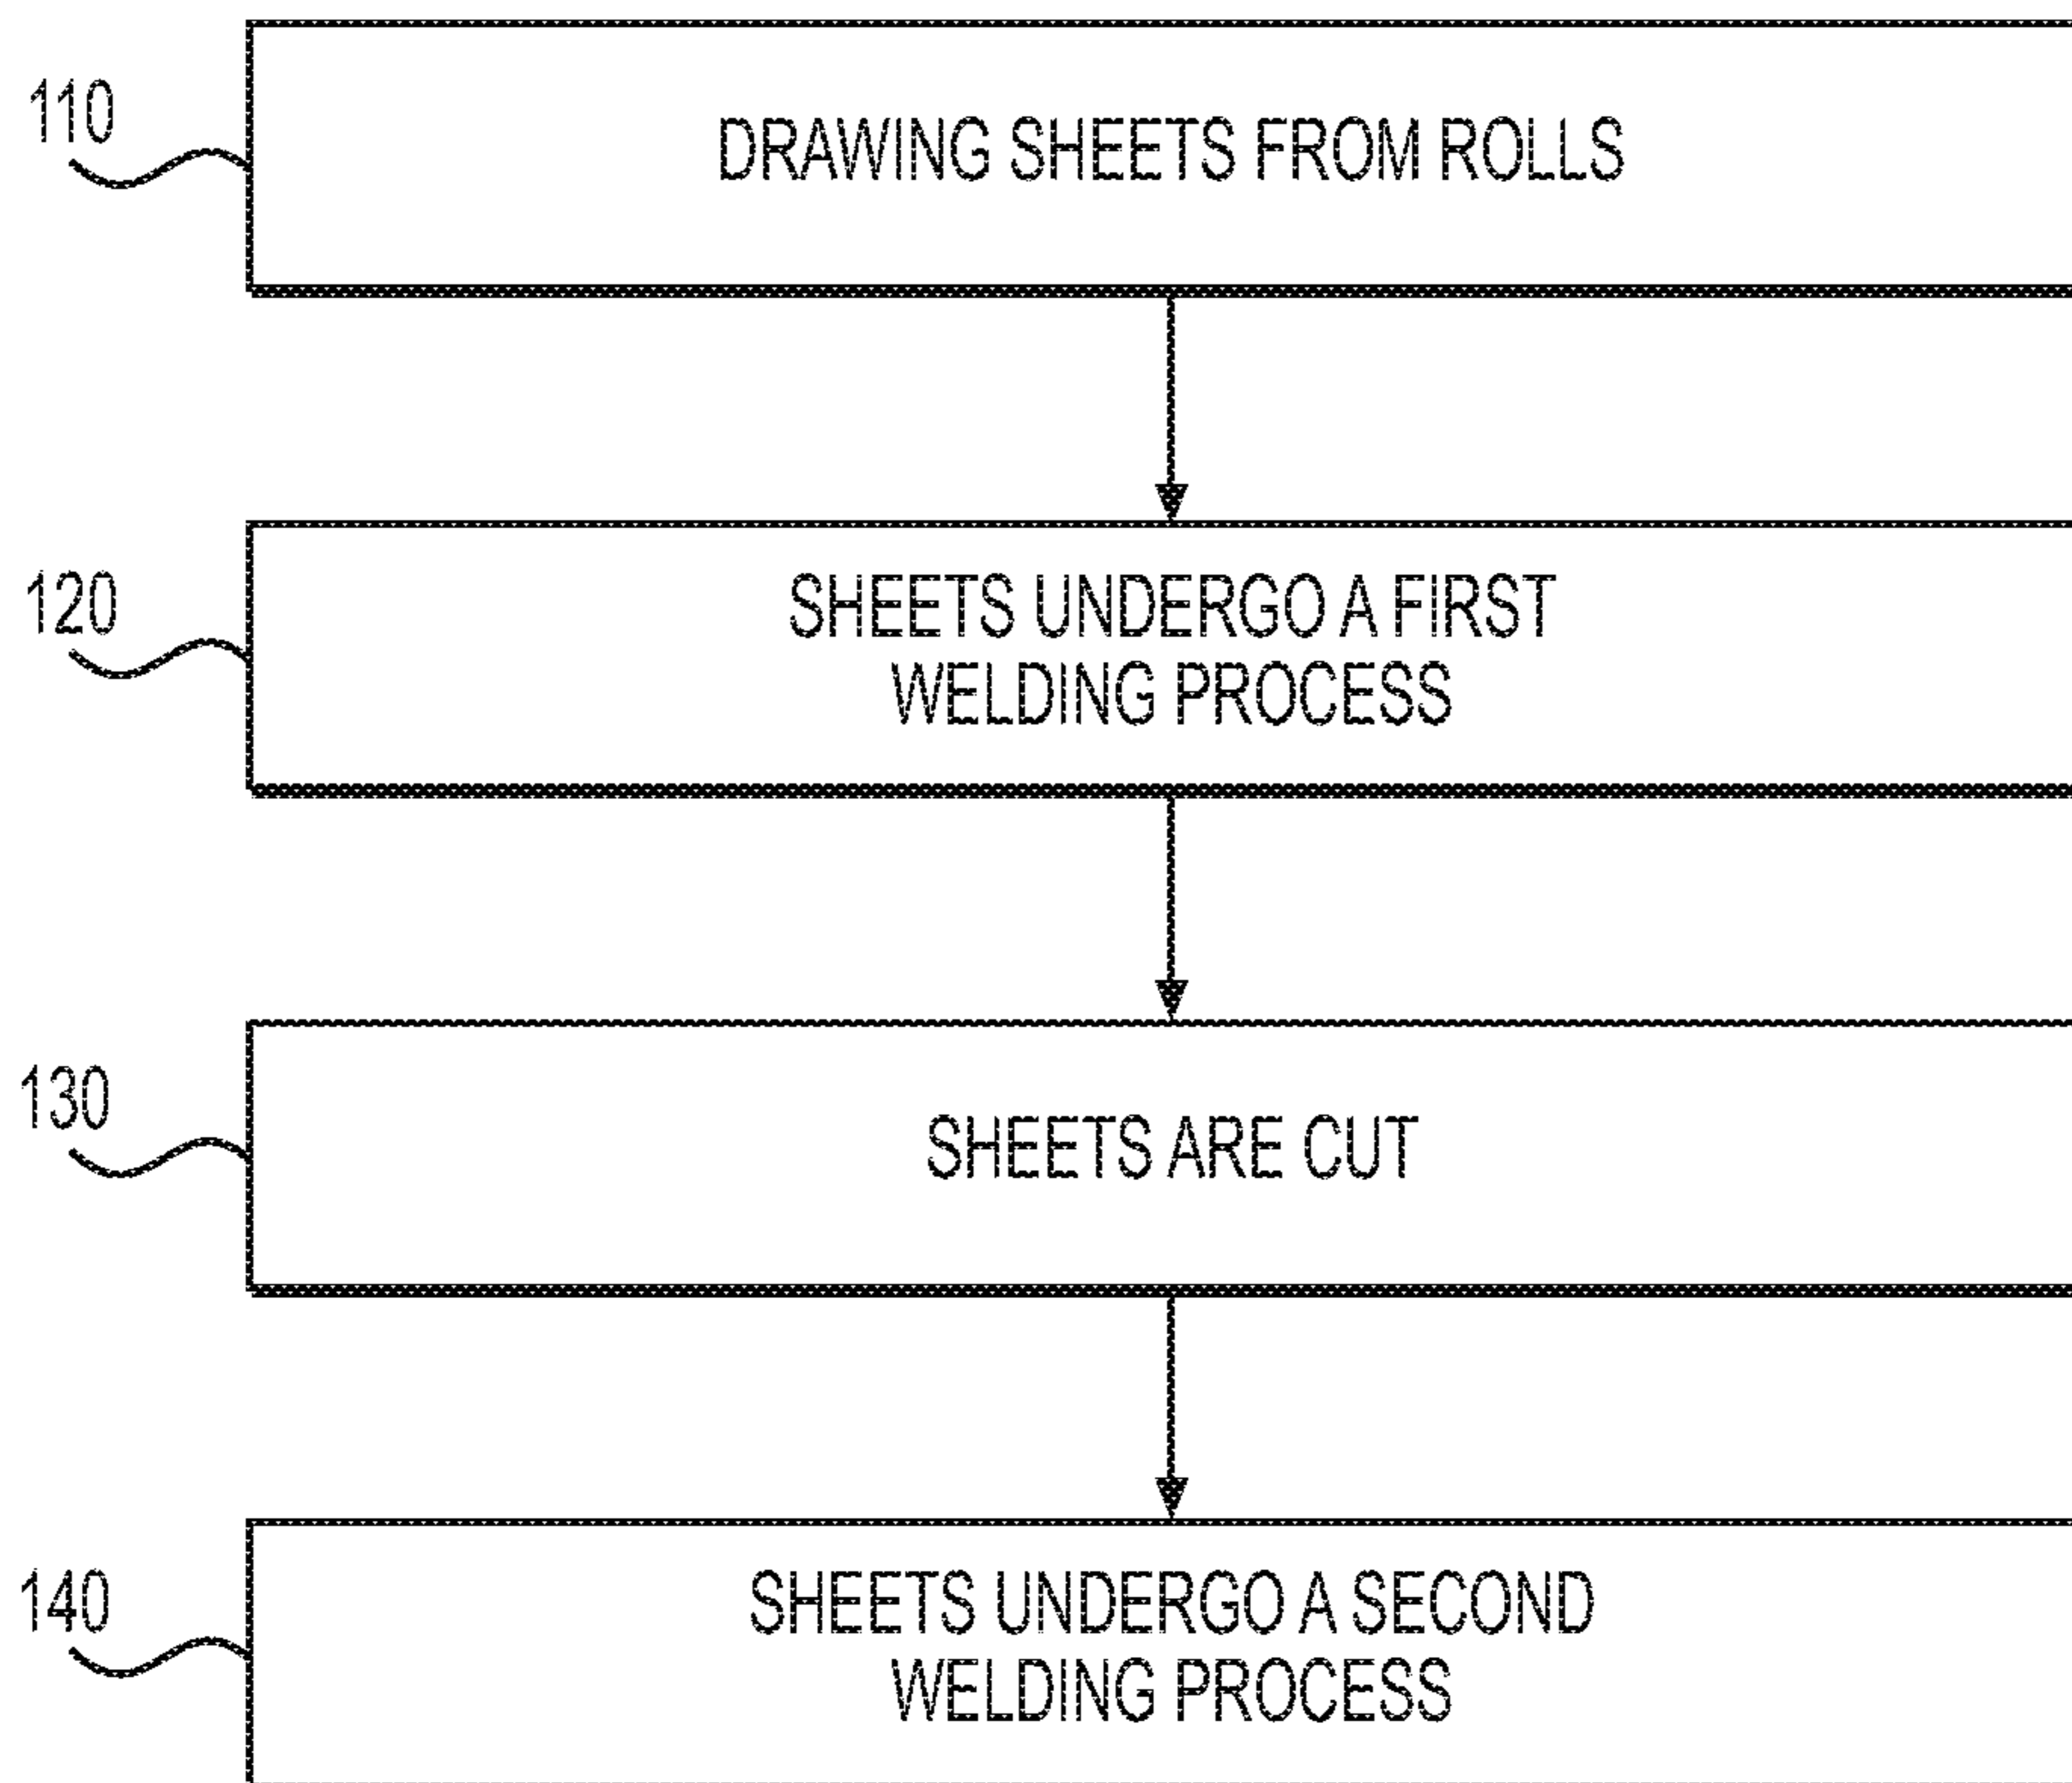 110
DRAWING SHEETS FROM ROLLS
120
SHEETS UNDERGO A FIRST
WELDING PROCESS
130
SHEETS ARE CUT
140
SHEETS UNDERGO A SECOND
WELDING PROCESS